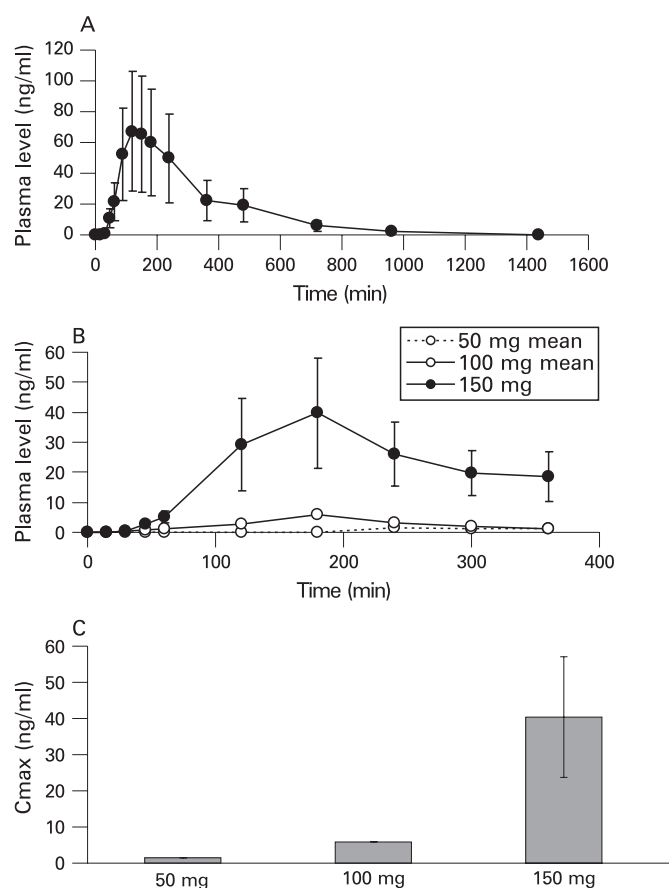 A
Plasma level (ng/ml)
120
100
80
60
40
20
0
0 200 400 600 800 1000 1200 1400 1600
Time (min)
B
50 mg mean
100 mg mean
150 mg
Plasma level (ng/ml)
60
50
40
30
20
10
0
100 200 300 400
Time (min)
C
Cmax (ng/ml)
60
50
40
30
20
10
0
50 mg 100 mg 150 mg